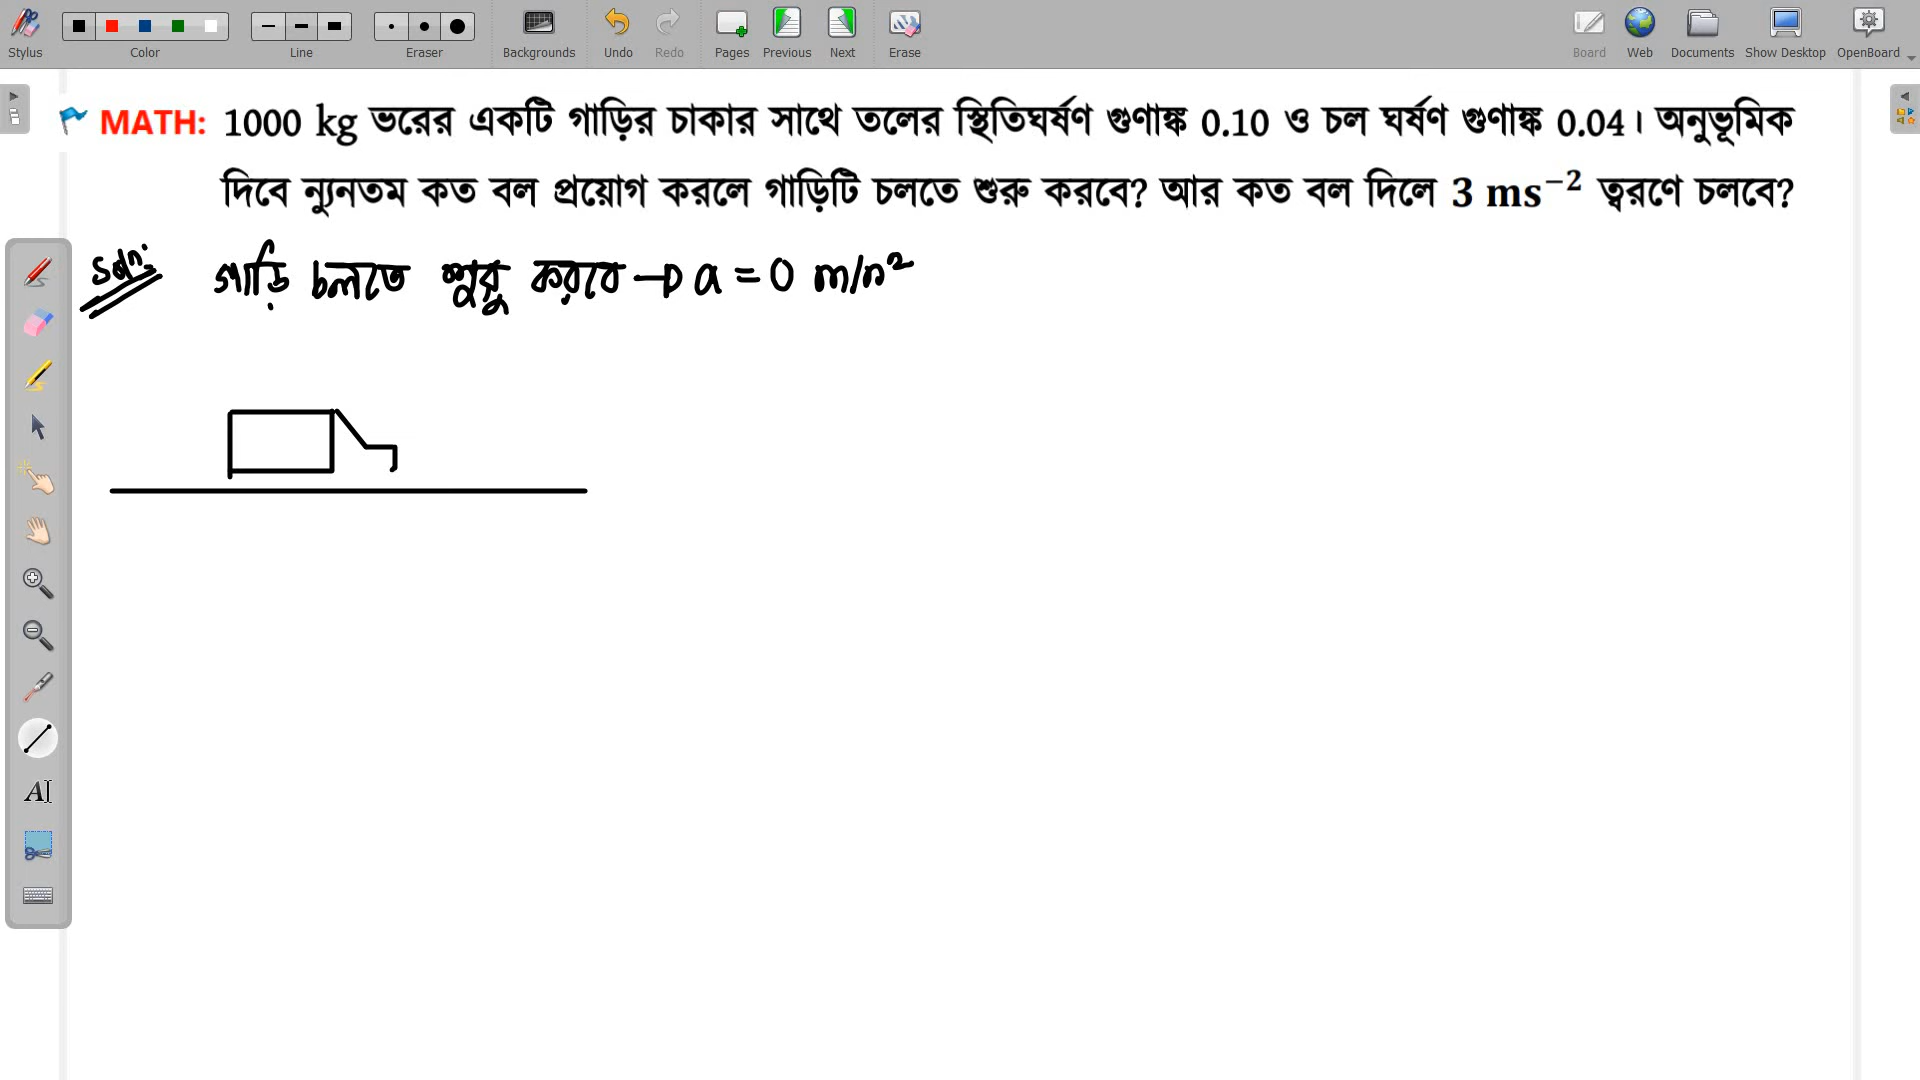 Stylus Color Line Eraser Backgrounds Undo Redo Pages Previous Next Erase Board Web Documents Show Desktop OpenBoard
MATH: 1000 kg ভরের একটি গাড়ির চাকার সাথে তলের স্থিতিঘর্ষণ গুণাঙ্ক 0.10 ও চল ঘর্ষণ গুণাঙ্ক 0.04। অনুভূমিক
দিবে ন্যুনতম কত বল প্রয়োগ করলে গাড়িটি চলতে শুরু করবে? আর কত বল দিলে 3 ms⁻² ত্বরণে চলবে?
Soln: গাড়ি চলতে শুরু করবে → a = 0 m/s²